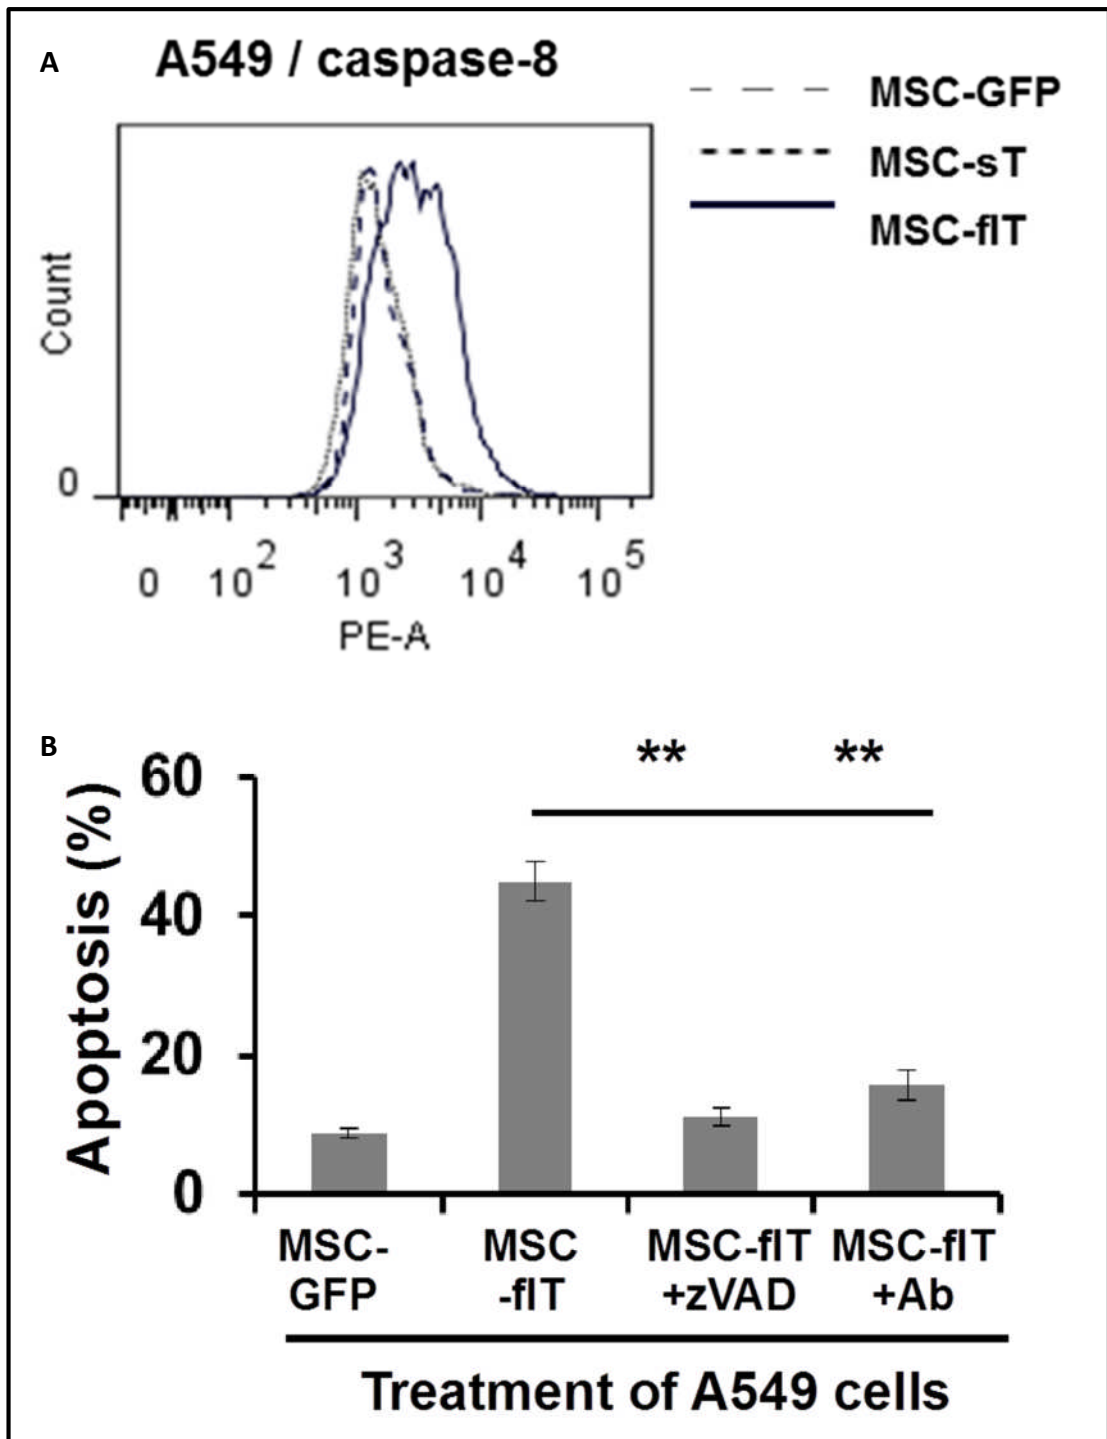 A
A549 / caspase-8
MSC-GFP
MSC-sT
MSC-flT
Count
0
0 10^2 10^3 10^4 10^5
PE-A
B
** **
Apoptosis (%)
60
40
20
0
MSC-GFP
MSC-flT
MSC-flT+zVAD
MSC-flT+Ab
Treatment of A549 cells